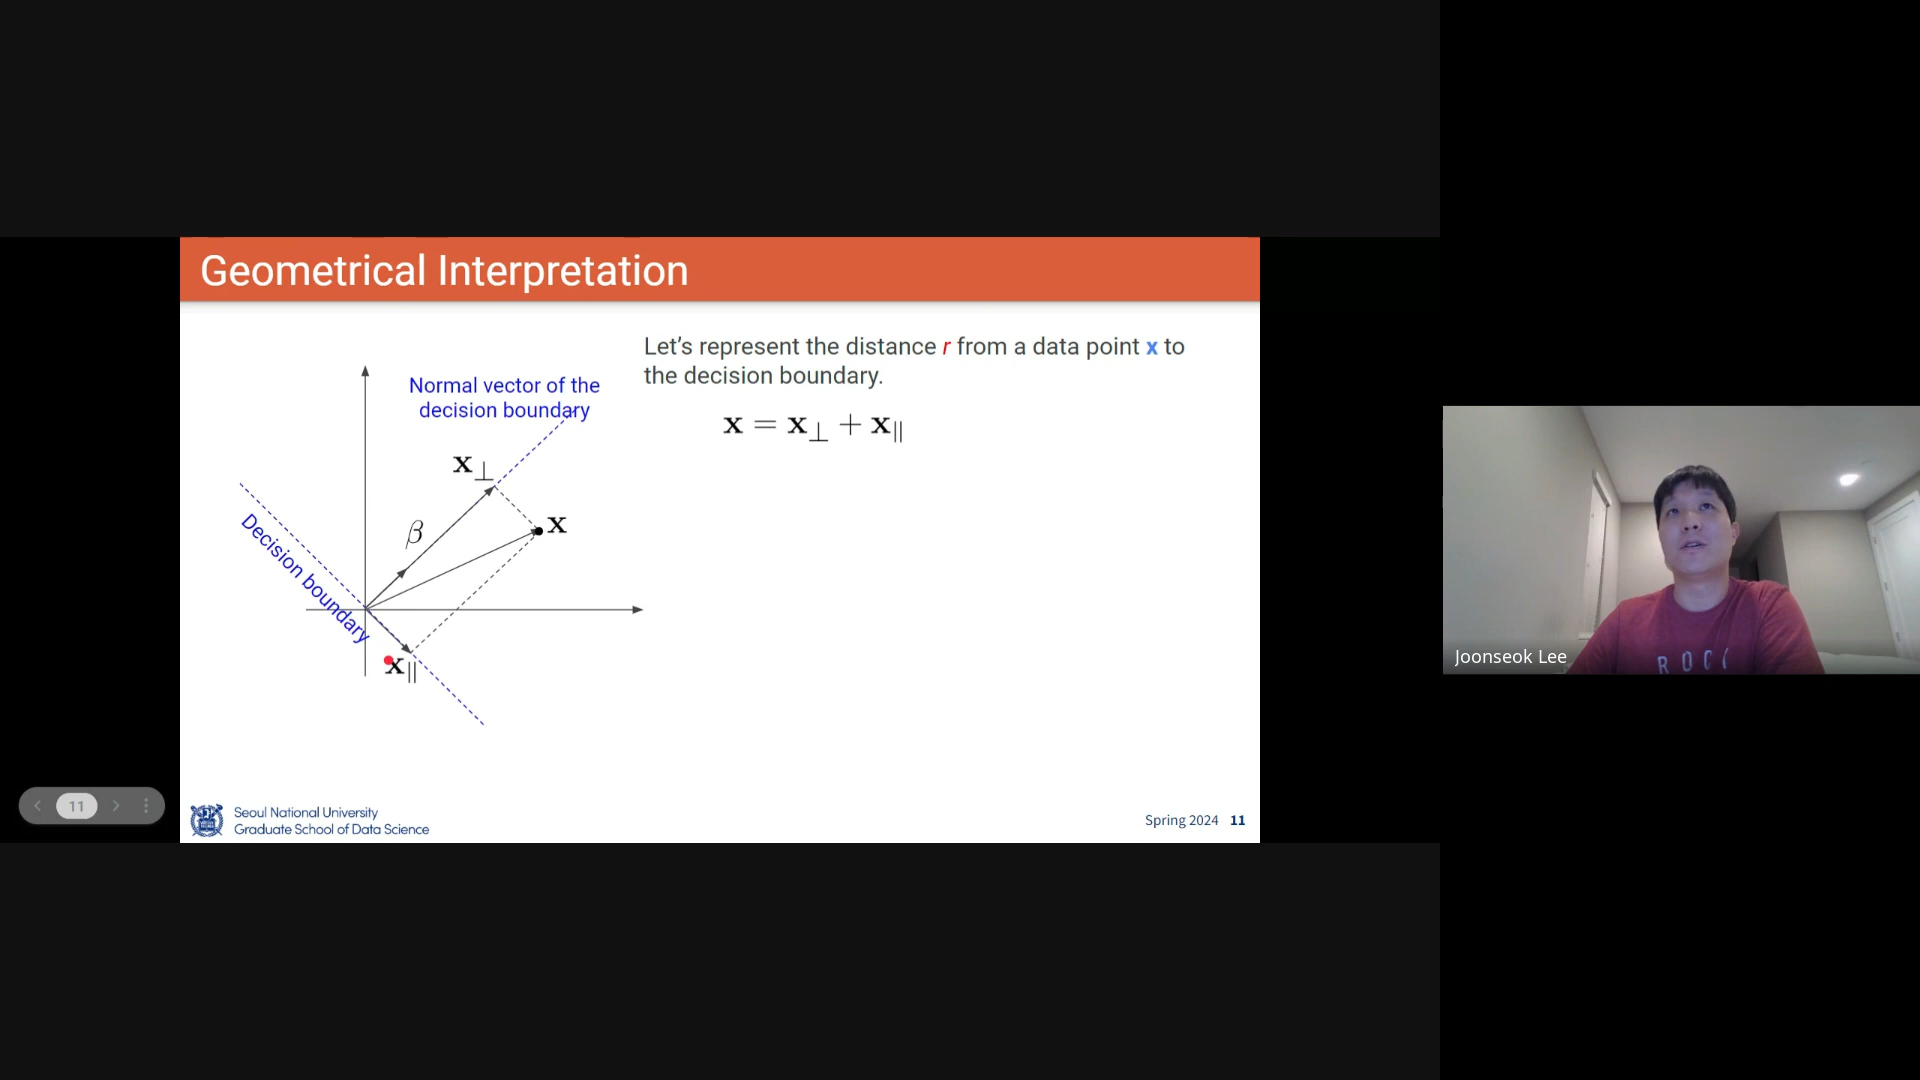 Geometrical Interpretation
Let’s represent the distance r from a data point x to
the decision boundary.
x = x⊥ + x∥
Normal vector of the
decision boundary
x⊥
β
x
Decision boundary
x∥
11
Seoul National University
Graduate School of Data Science
Spring 2024 11
Joonseok Lee